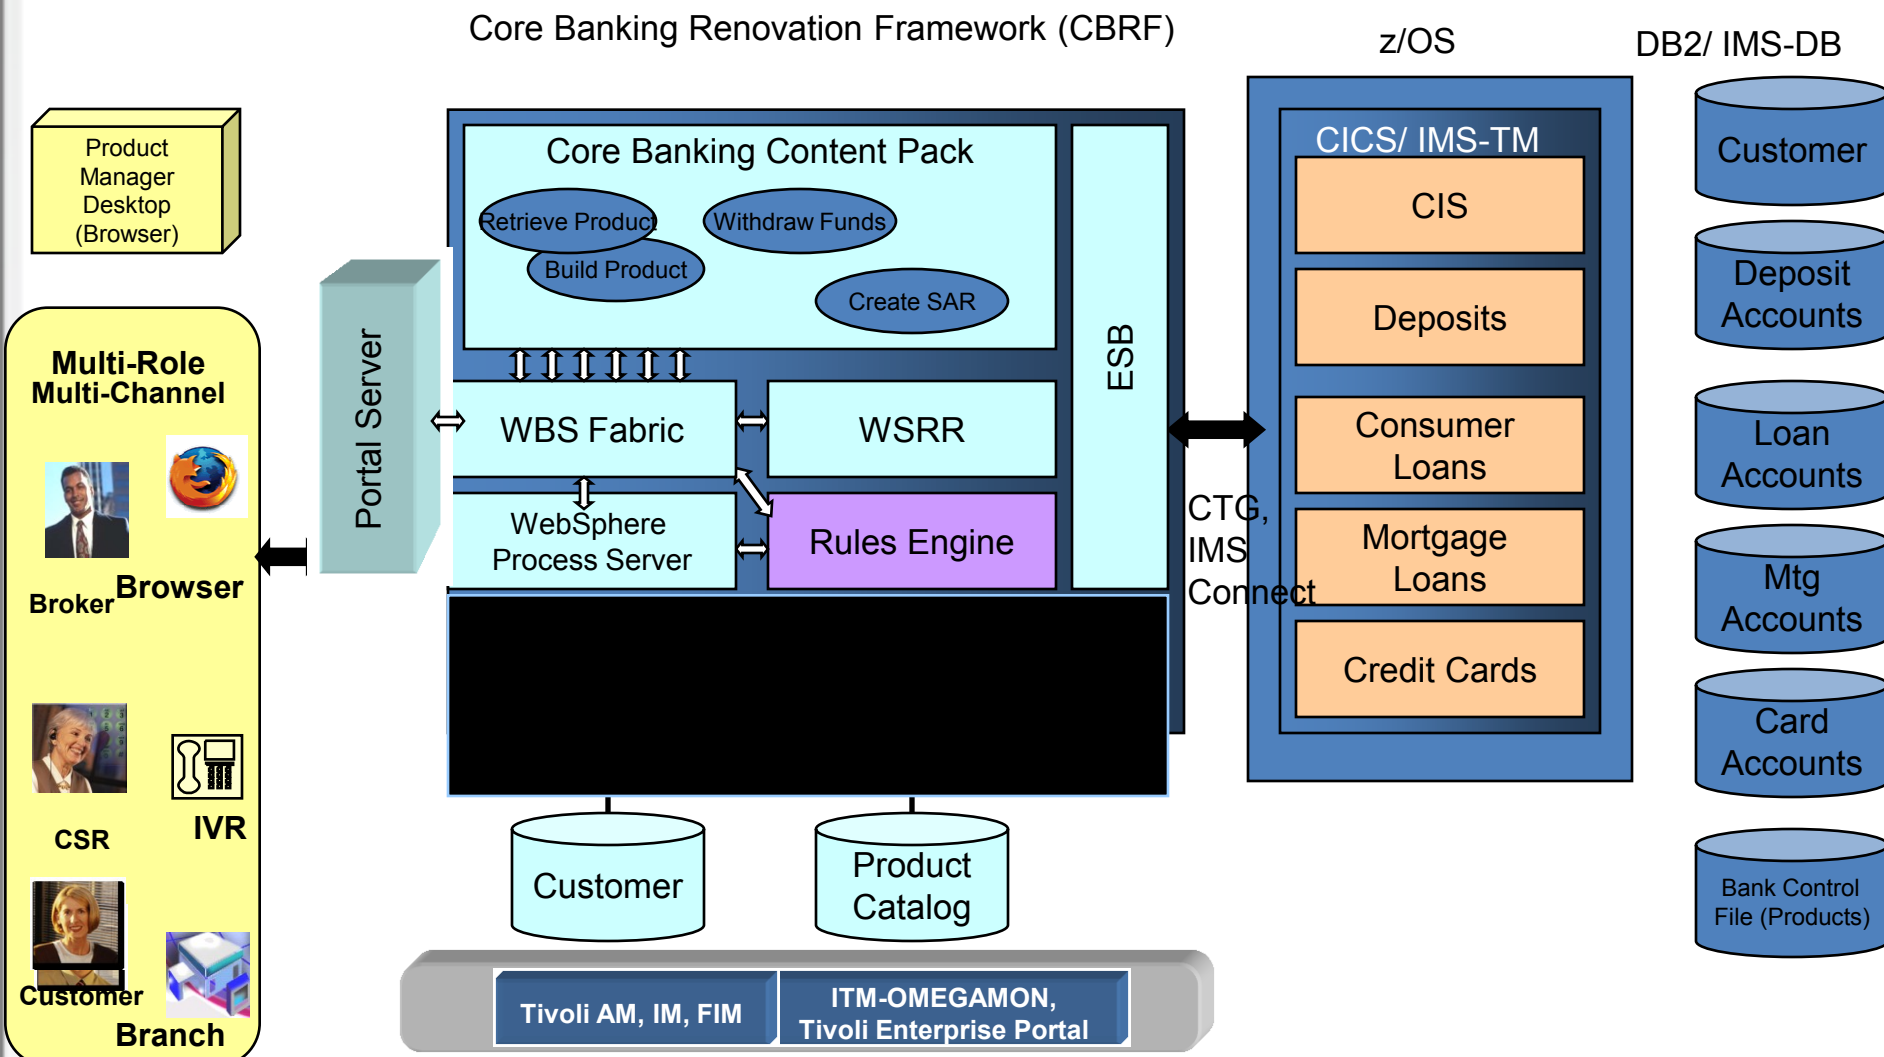 Core Banking Renovation Framework (CBRF)
z/OS
DB2/ IMS-DB
Product
Manager
Desktop
(Browser)
Multi-Role
Multi-Channel
Broker
Browser
CSR
IVR
Customer
Branch
Portal Server
Core Banking Content Pack
Retrieve Product
Withdraw Funds
Build Product
Create SAR
ESB
WBS Fabric
WSRR
WebSphere
Process Server
Rules Engine
CTG,
IMS
Connect
Customer
Product
Catalog
Tivoli AM, IM, FIM
ITM-OMEGAMON,
Tivoli Enterprise Portal
CICS/ IMS-TM
CIS
Deposits
Consumer
Loans
Mortgage
Loans
Credit Cards
Customer
Deposit
Accounts
Loan
Accounts
Mtg
Accounts
Card
Accounts
Bank Control
File (Products)